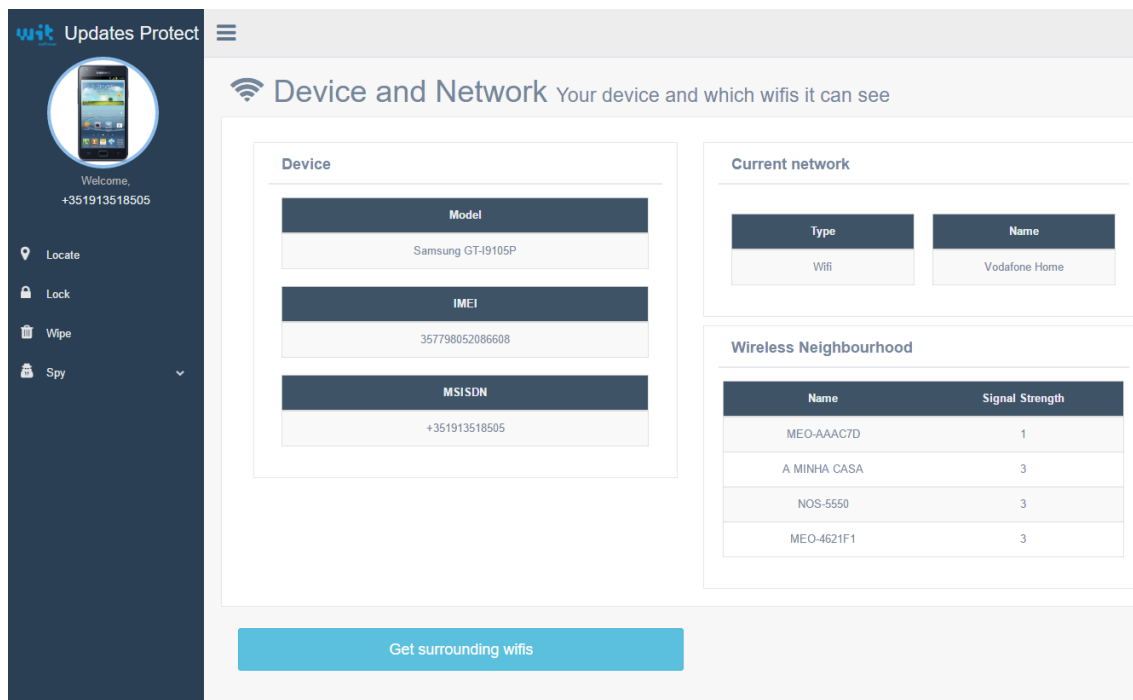 wit Updates Protect
Welcome,
+351913518505
Locate
Lock
Wipe
Spy
Device and Network Your device and which wifis it can see
Device
Model
Samsung GT-I9105P
IMEI
357798052086608
MSISDN
+351913518505
Current network
Type Name
Wifi Vodafone Home
Wireless Neighbourhood
Name Signal Strength
MEO-AAAC7D 1
A MINHA CASA 3
NOS-5550 3
MEO-4621F1 3
Get surrounding wifis